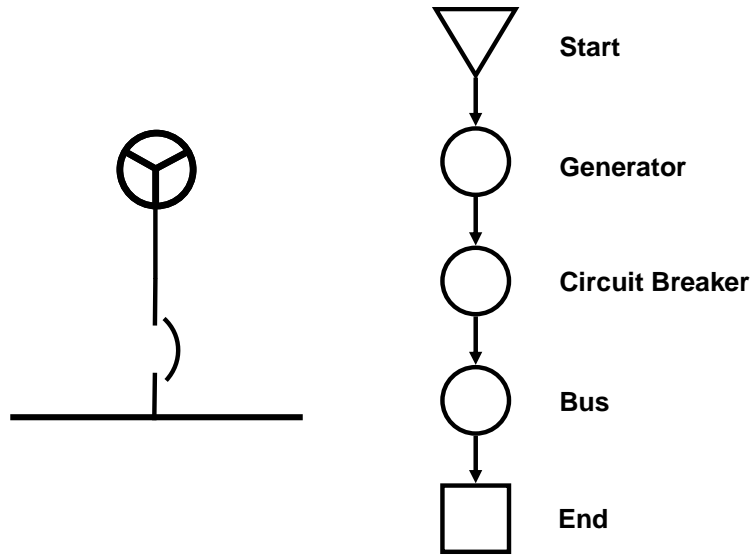 Start
Generator
Circuit Breaker
Bus
End